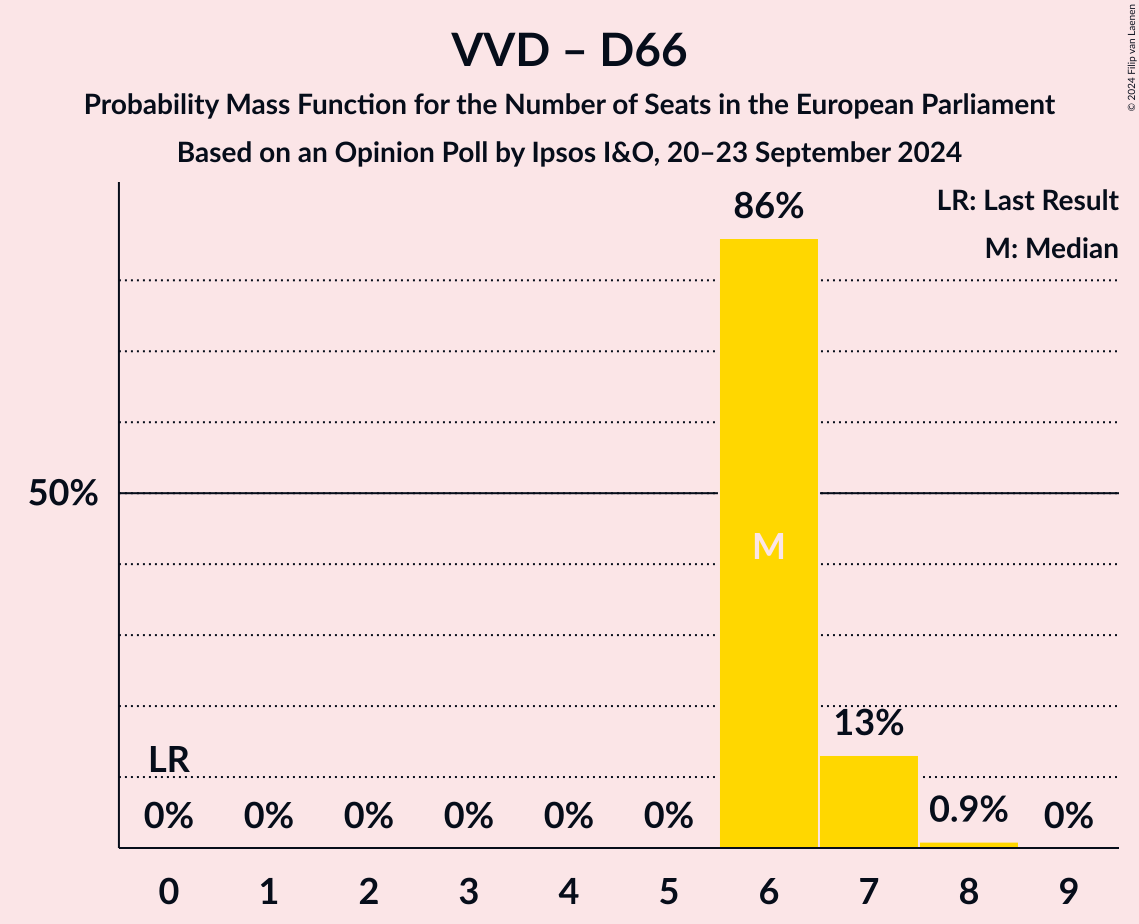 VVD – D66
Probability Mass Function for the Number of Seats in the European Parliament
Based on an Opinion Poll by Ipsos I&O, 20–23 September 2024
© 2024 Filip van Laenen
LR: Last Result
M: Median
86%
50%
M
13%
LR
0% 0% 0% 0% 0% 0% 0.9% 0%
0 1 2 3 4 5 6 7 8 9